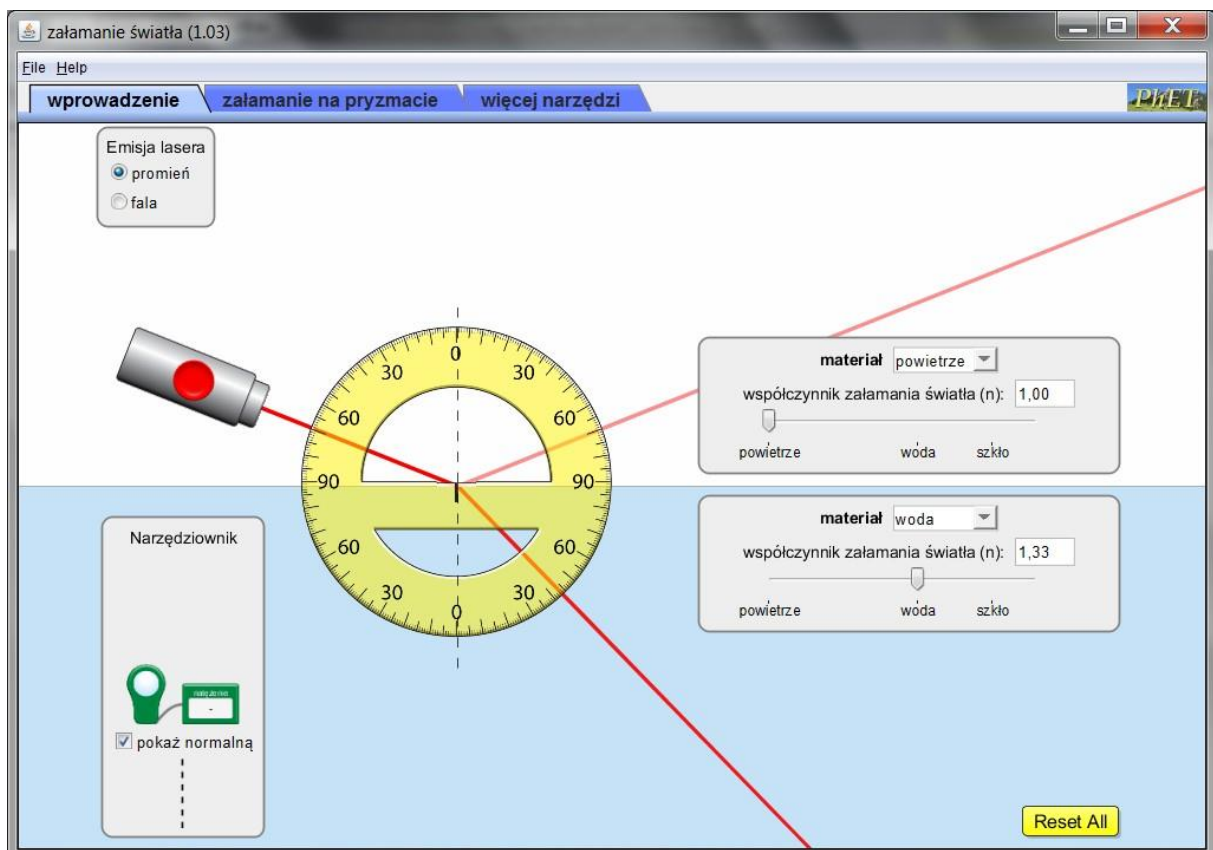 załamanie światła (1.03)
File Help
wprowadzenie załamanie na pryzmacie więcej narzędzi
PhET
Emisja lasera
promień
fala
0
30 30
60 60
90 90
60 60
30 30
0
materiał powietrze
współczynnik załamania światła (n): 1,00
powietrze woda szkło
materiał woda
współczynnik załamania światła (n): 1,33
powietrze woda szkło
Narzędziownik
-
pokaż normalną
Reset All